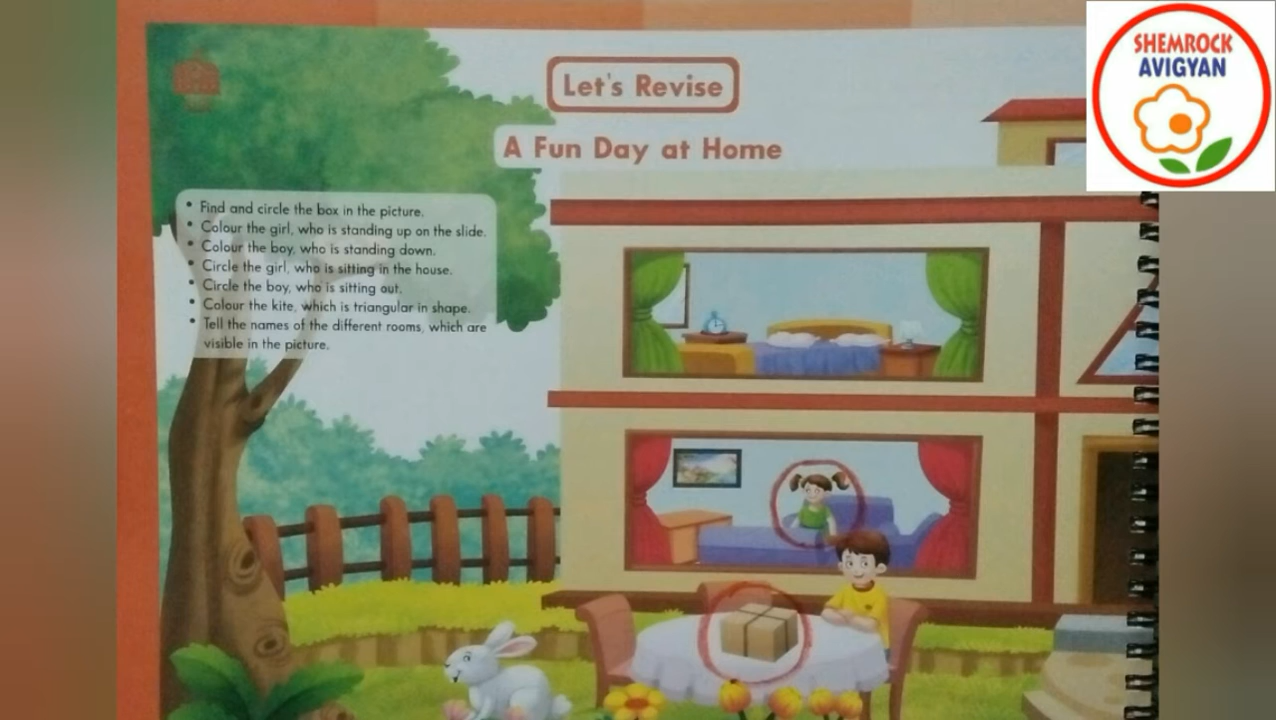 SHEMROCK
AVIGYAN
Let's Revise
A Fun Day at Home
• Find and circle the box in the picture.
• Colour the girl, who is standing up on the slide.
• Colour the boy, who is standing down.
• Circle the girl, who is sitting in the house.
• Circle the boy, who is sitting out.
• Colour the kite, which is triangular in shape.
• Tell the names of the different rooms, which are
visible in the picture.